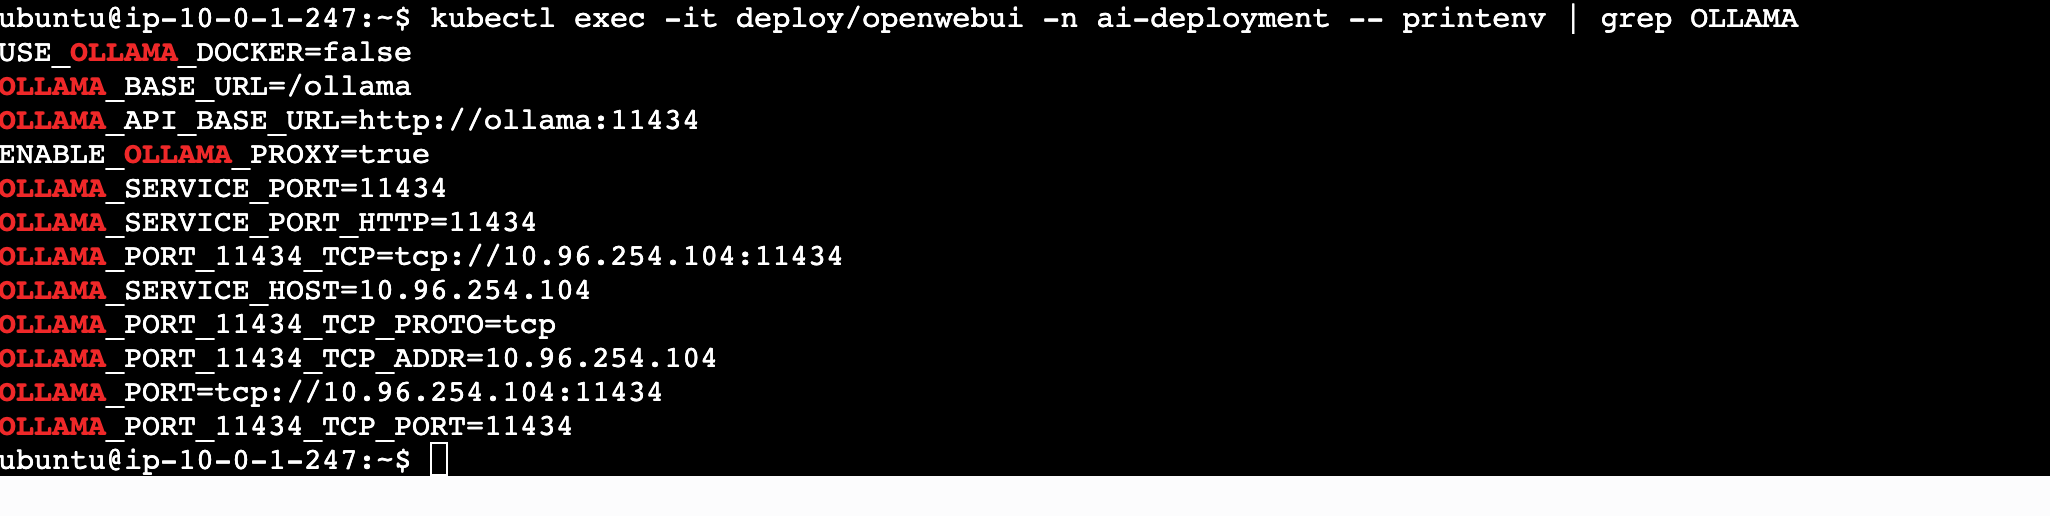 ubuntu@ip-10-0-1-247:~$ kubectl exec -it deploy/openwebui -n ai-deployment -- printenv | grep OLLAMA
USE_OLLAMA_DOCKER=false
OLLAMA_BASE_URL=/ollama
OLLAMA_API_BASE_URL=http://ollama:11434
ENABLE_OLLAMA_PROXY=true
OLLAMA_SERVICE_PORT=11434
OLLAMA_SERVICE_PORT_HTTP=11434
OLLAMA_PORT_11434_TCP=tcp://10.96.254.104:11434
OLLAMA_SERVICE_HOST=10.96.254.104
OLLAMA_PORT_11434_TCP_PROTO=tcp
OLLAMA_PORT_11434_TCP_ADDR=10.96.254.104
OLLAMA_PORT=tcp://10.96.254.104:11434
OLLAMA_PORT_11434_TCP_PORT=11434
ubuntu@ip-10-0-1-247:~$